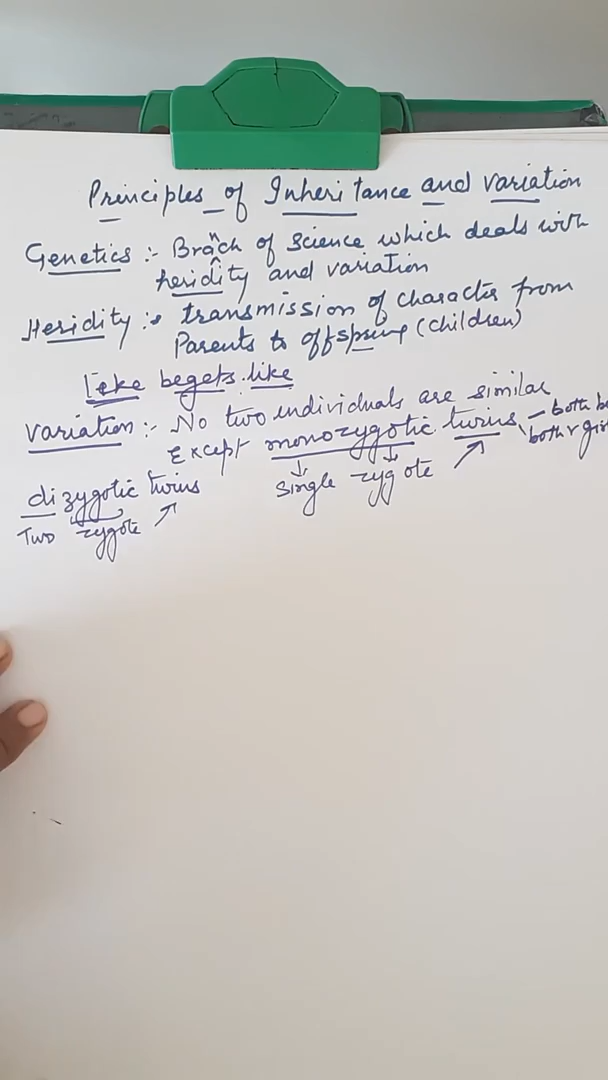 Principles of Inheritance and variation
Genetics :- Branch of science which deals with
heridity and variation
Heridity :- transmission of character from
Parents to offspring (children)
Like begets like
variation :- No two individuals are similar
Except monozygotic twins - both
both girl
single zygote
dizygotic twins
Two zygote